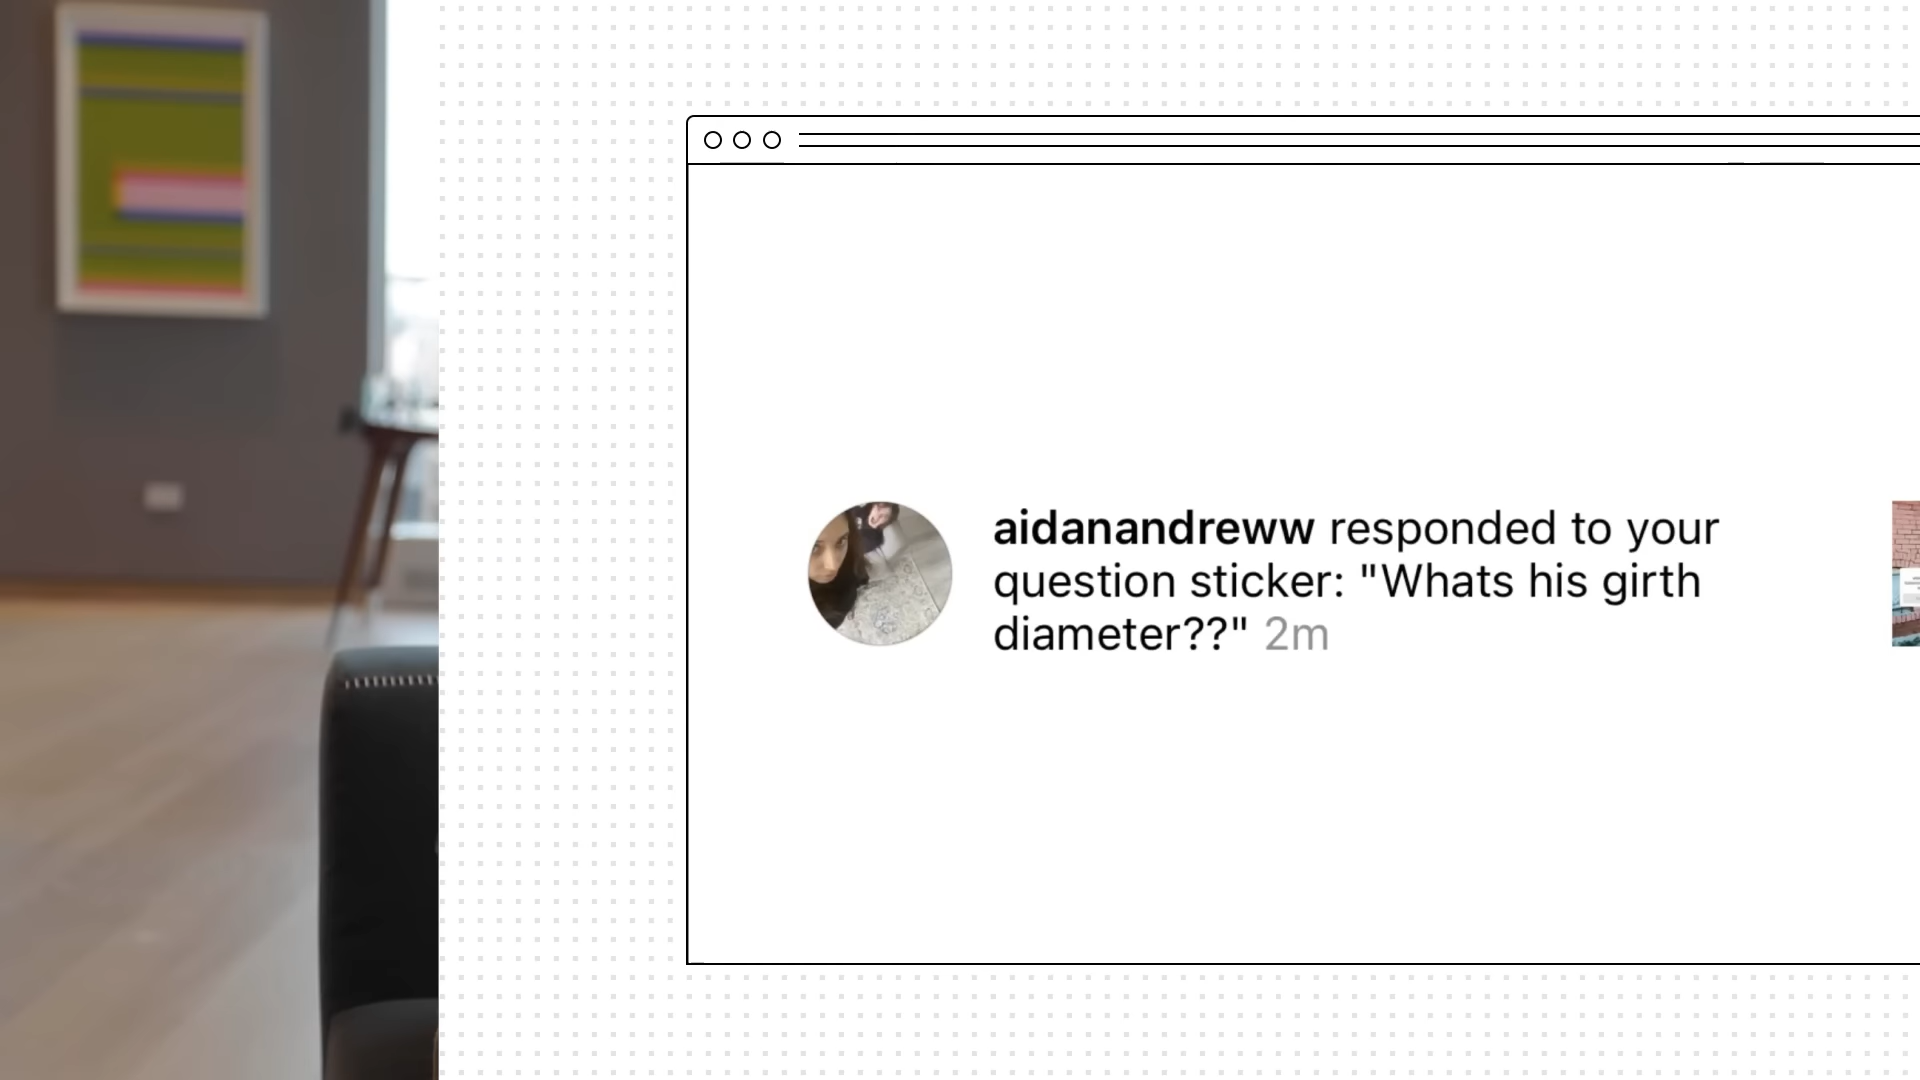 aidanandreww responded to your
question sticker: "Whats his girth
diameter??" 2m